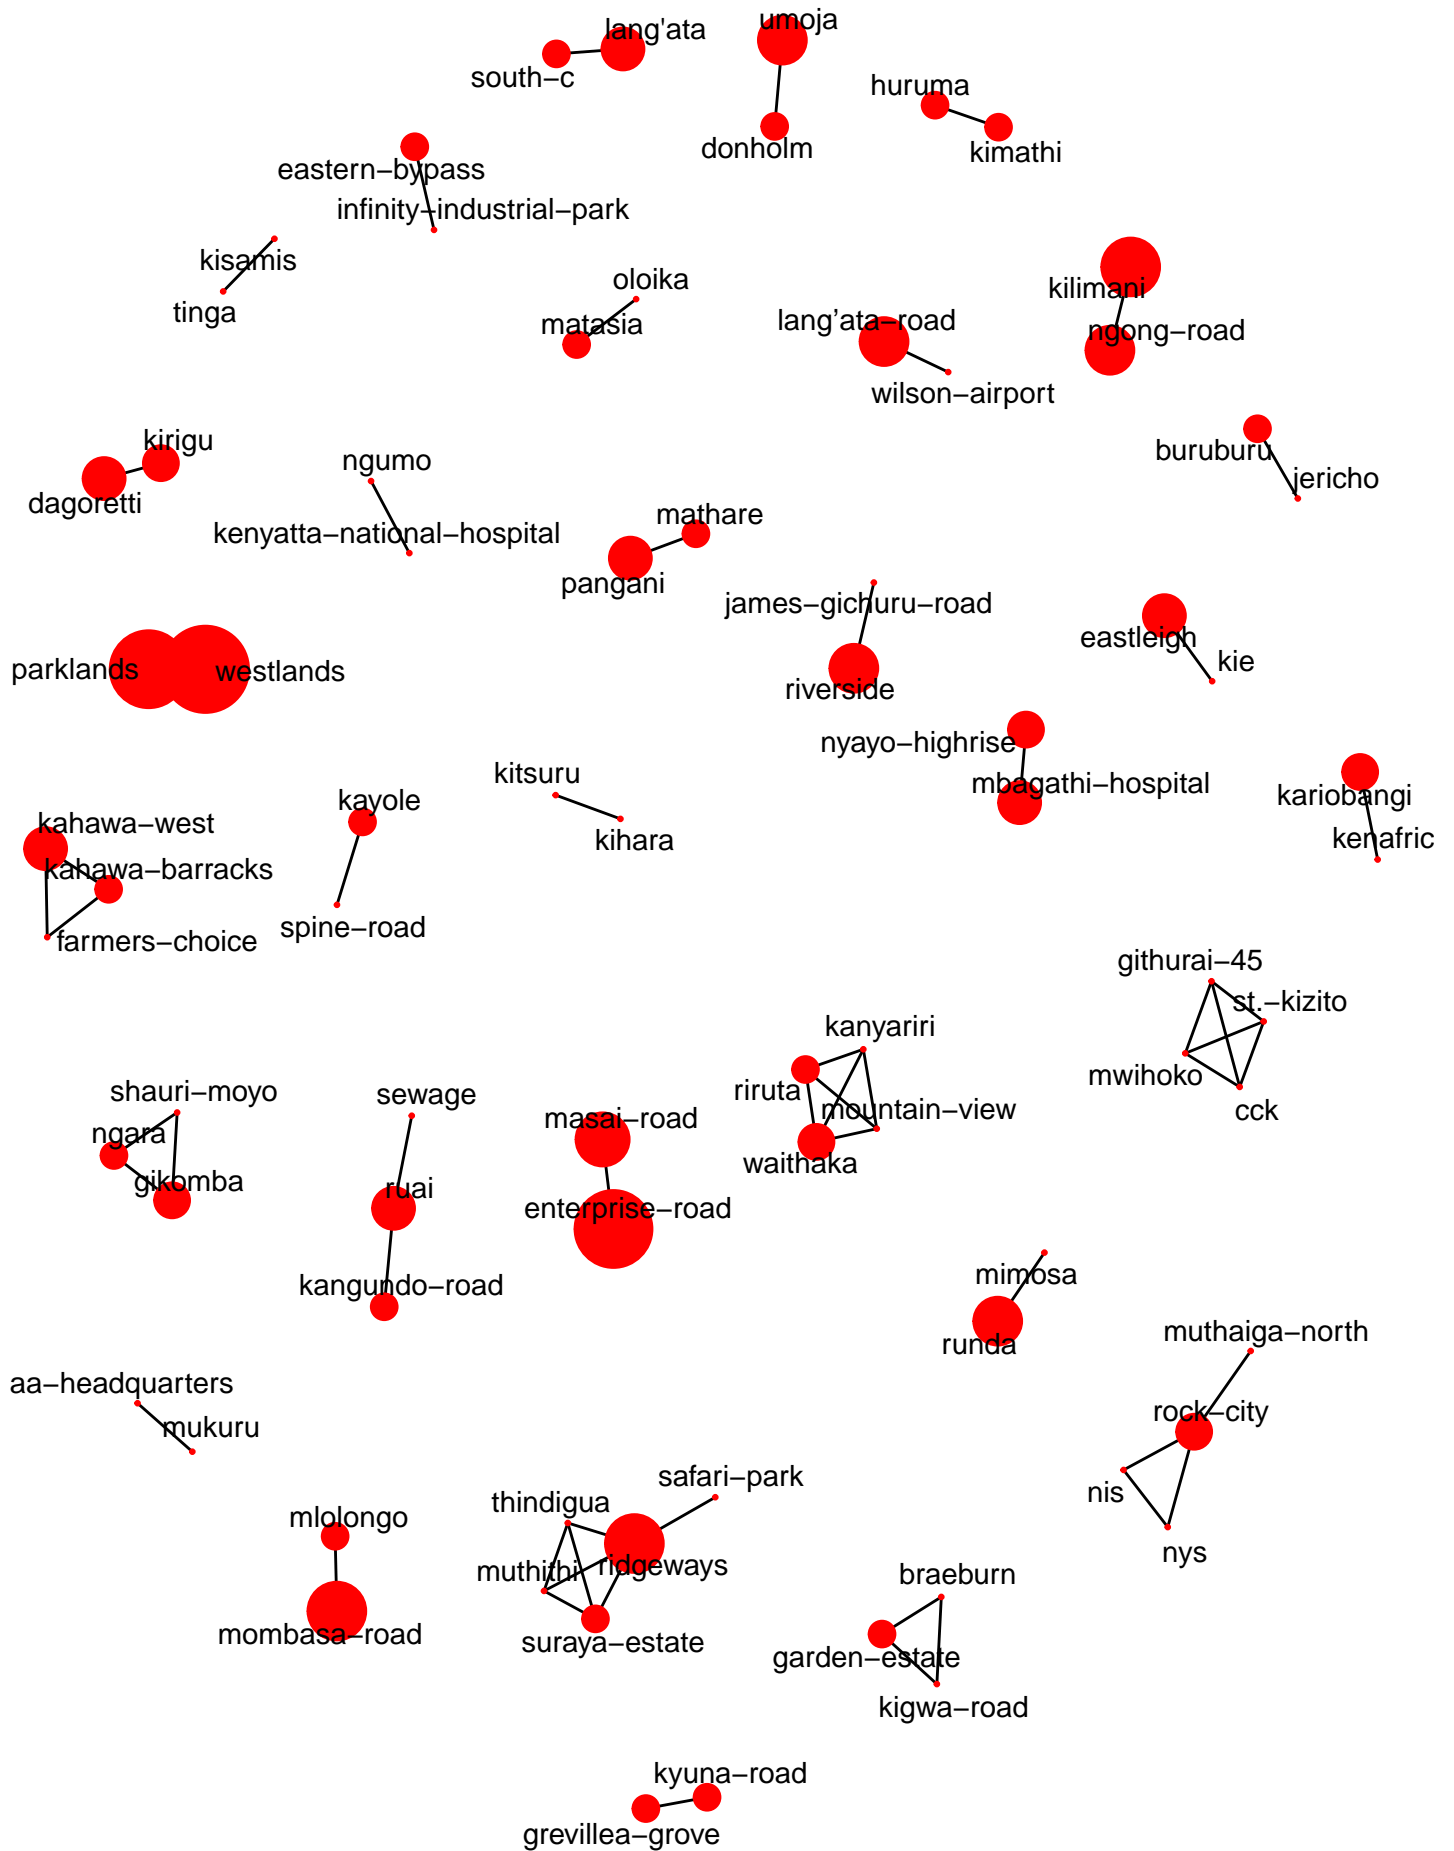 umoja
lang'ata
south−c
huruma
donholm
kimathi
eastern−bypass
infinity−industrial−park
kisamis
tinga
oloika
matasia
kilimani
lang’ata−road
ngong−road
wilson−airport
kirigu
dagoretti
ngumo
kenyatta−national−hospital
buruburu
jericho
mathare
pangani
james−gichuru−road
riverside
eastleigh
kie
parklands
westlands
nyayo−highrise
mbagathi−hospital
kitsuru
kihara
kariobangi
kenafric
kahawa−west
kahawa−barracks
farmers−choice
kayole
spine−road
githurai−45
st.−kizito
mwihoko
cck
kanyariri
riruta
mountain−view
waithaka
shauri−moyo
ngara
gikomba
sewage
ruai
kangundo−road
masai−road
enterprise−road
mimosa
runda
muthaiga−north
rock−city
nis
nys
aa−headquarters
mukuru
safari−park
thindigua
muthithi
ridgeways
suraya−estate
mlolongo
mombasa−road
braeburn
garden−estate
kigwa−road
kyuna−road
grevillea−grove